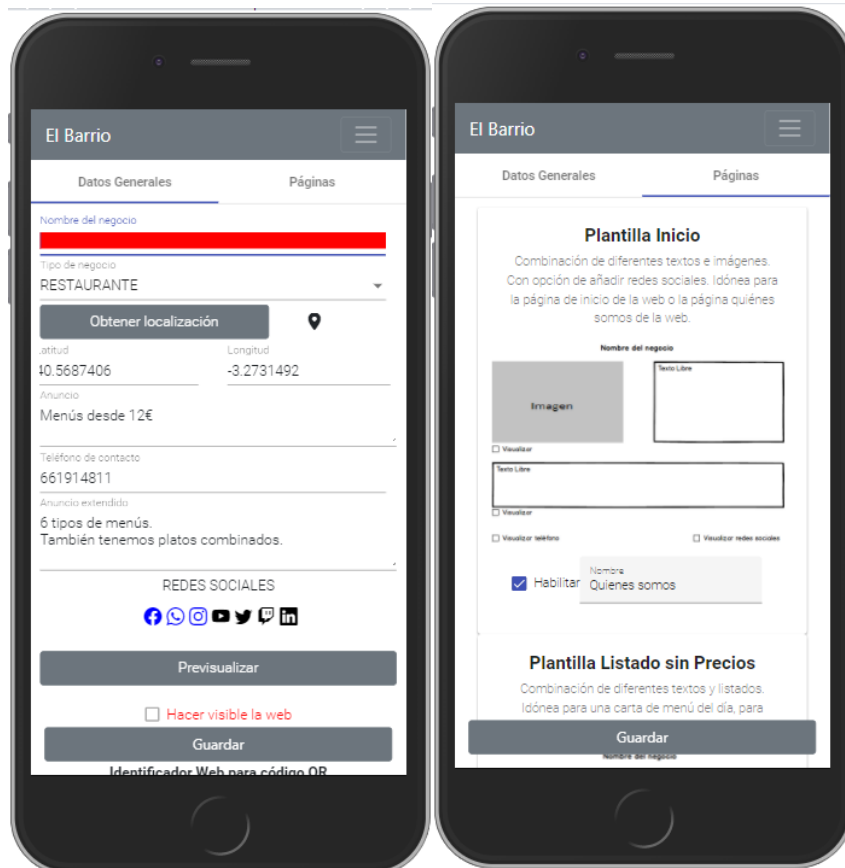 El Barrio
Datos Generales
Páginas
Nombre del negocio
Tipo de negocio
RESTAURANTE
Obtener localización
Latitud
Longitud
40.5687406
-3.2731492
Anuncio
Menús desde 12€
Teléfono de contacto
661914811
Anuncio extendido
6 tipos de menús.
También tenemos platos combinados.
REDES SOCIALES
Previsualizar
Hacer visible la web
Guardar
Identificador Web para código QR
El Barrio
Datos Generales
Páginas
Plantilla Inicio
Combinación de diferentes textos e imágenes.
Con opción de añadir redes sociales. Idónea para
la página de inicio de la web o la página quiénes
somos de la web.
Nombre del negocio
Imagen
Texto Libre
Visualizar
Texto Libre
Visualizar
Visualizar teléfono
Visualizar redes sociales
Habilitar
Nombre
Quienes somos
Plantilla Listado sin Precios
Combinación de diferentes textos y listados.
Idónea para una carta de menú del día, para
Guardar
Nombre del negocio